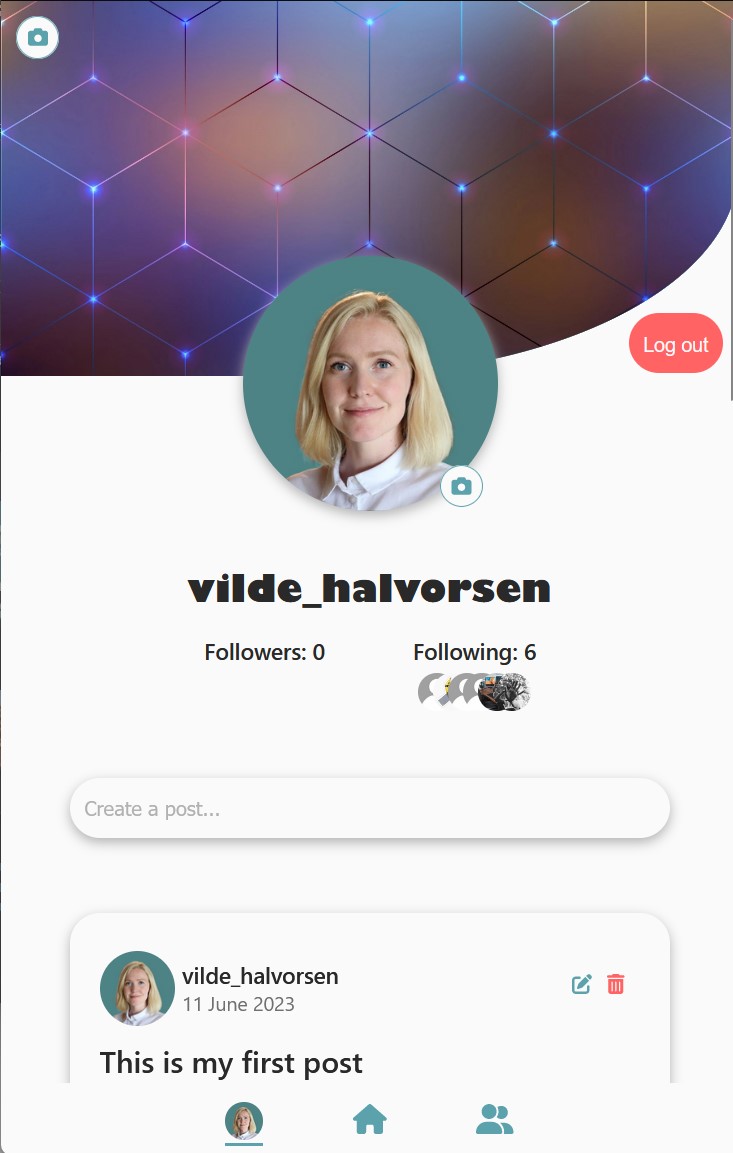 Log out
vilde_halvorsen
Followers: 0
Following: 6
Create a post...
vilde_halvorsen
11 June 2023
This is my first post